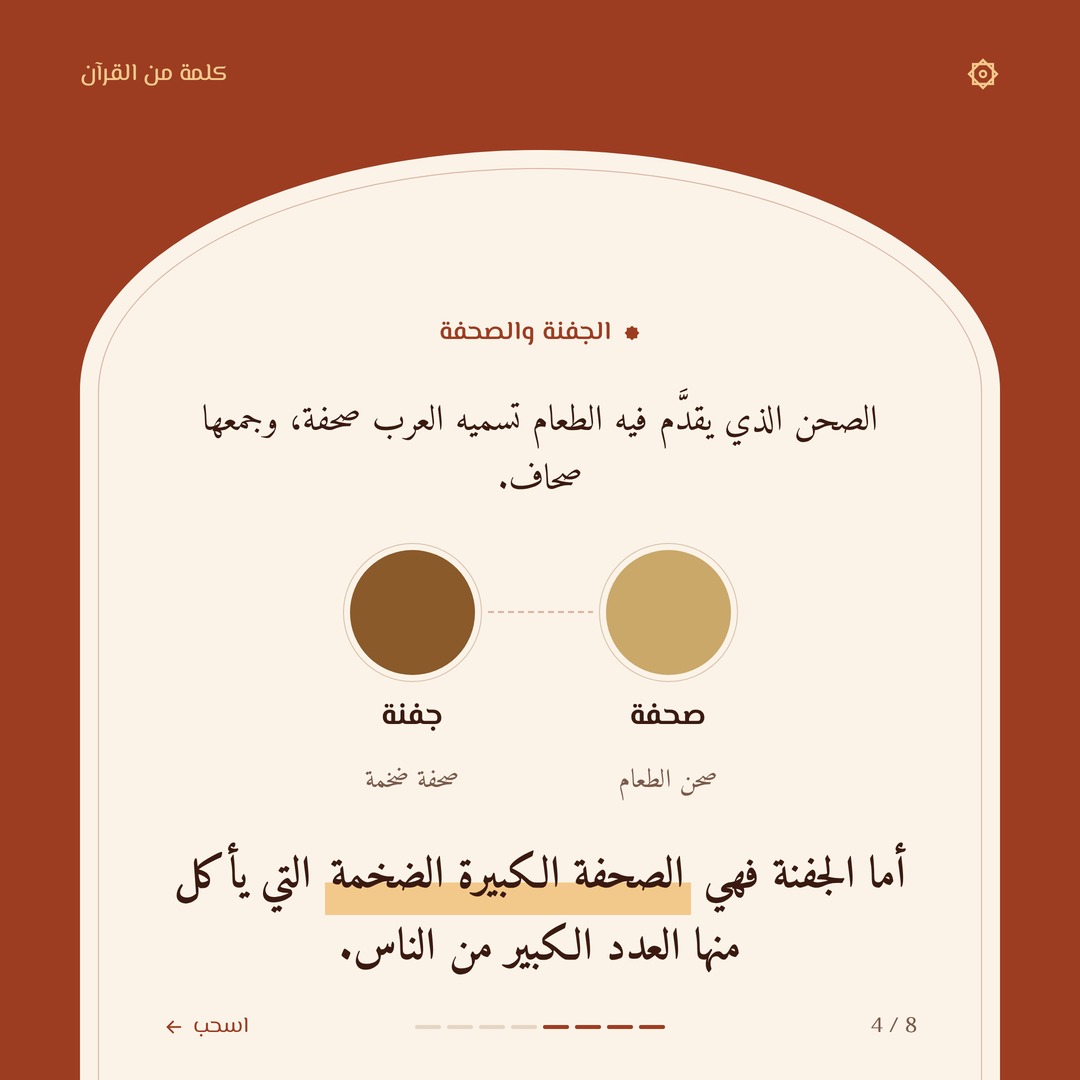 كلمة من القرآن
الجفنة والصحفة
الصحن الذي يقدَّم فيه الطعام تسميه العرب صحفة، وجمعها
صحاف.
صحفة
جفنة
صحن الطعام
صحفة ضخمة
أما الجفنة فهي الصحفة الكبيرة الضخمة التي يأكل
منها العدد الكبير من الناس.
4 / 8
اسحب ←